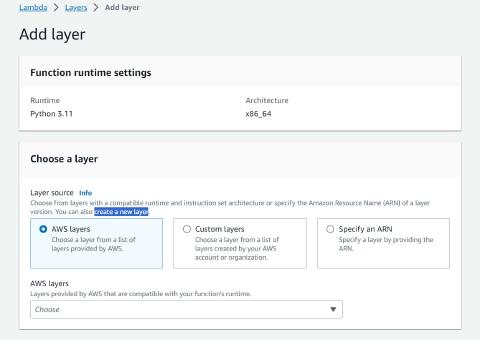 Lambda > Layers > Add layer
Add layer
Function runtime settings
Runtime Architecture
Python 3.11 x86_64
Choose a layer
Layer source Info
Choose from layers with a compatible runtime and instruction set architecture or specify the Amazon Resource Name (ARN) of a layer
version. You can also create a new layer.
AWS layers
Choose a layer from a list of
layers provided by AWS.
Custom layers
Choose a layer from a list of
layers created by your AWS
account or organization.
Specify an ARN
Specify a layer by providing the
ARN.
AWS layers
Layers provided by AWS that are compatible with your function's runtime.
Choose